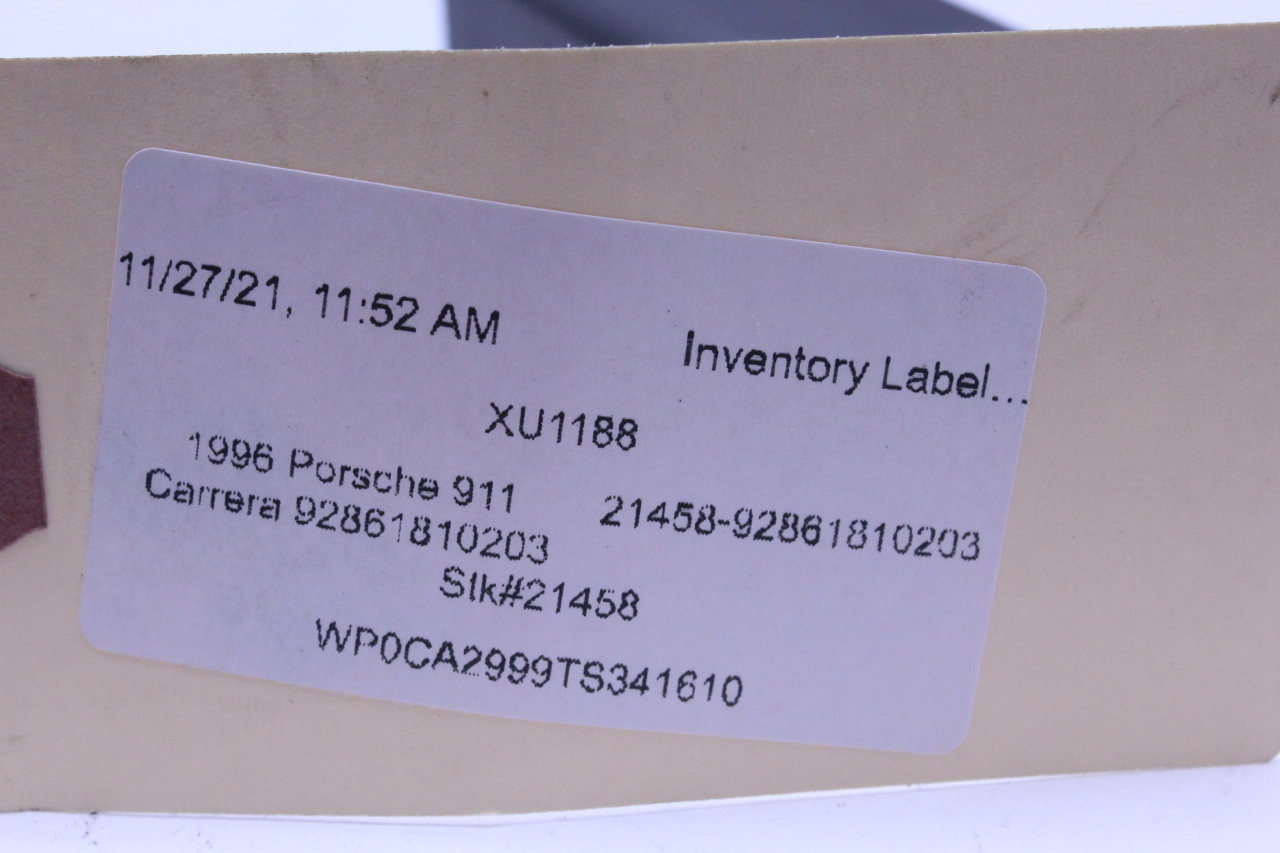 11/27/21, 11:52 AM
Inventory Label...
XU1188
1996 Porsche 911
Carrera 92861810203
21458-92861810203
Stk#21458
WP0CA2999TS341610